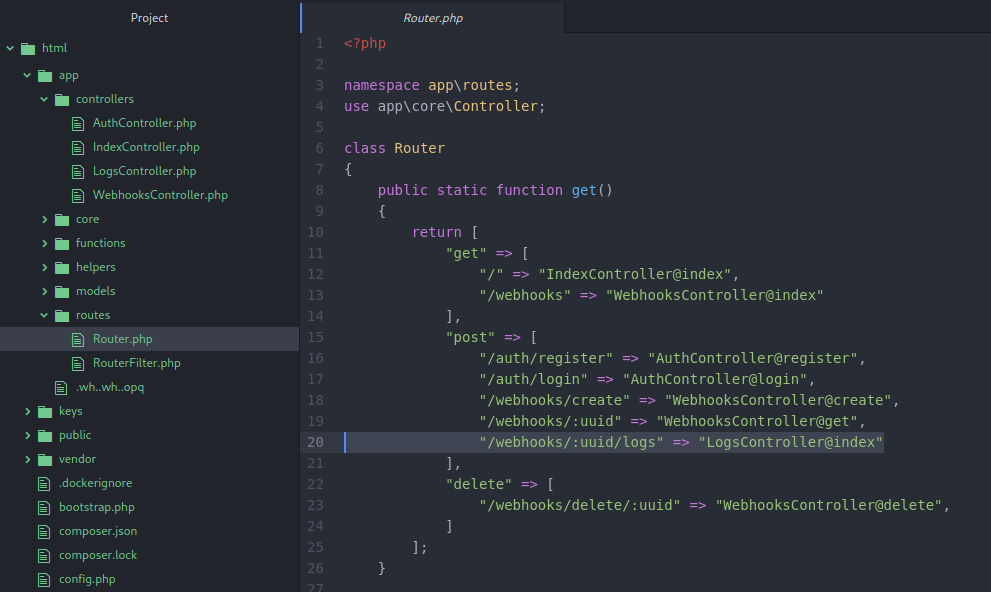 Project
html
app
controllers
AuthController.php
IndexController.php
LogsController.php
WebhooksController.php
core
functions
helpers
models
routes
Router.php
RouterFilter.php
.wh..wh..opq
keys
public
vendor
.dockerignore
bootstrap.php
composer.json
composer.lock
config.php
Router.php
1 <?php
2
3 namespace app\routes;
4 use app\core\Controller;
5
6 class Router
7 {
8     public static function get()
9     {
10         return [
11             "get" => [
12                 "/" => "IndexController@index",
13                 "/webhooks" => "WebhooksController@index"
14             ],
15             "post" => [
16                 "/auth/register" => "AuthController@register",
17                 "/auth/login" => "AuthController@login",
18                 "/webhooks/create" => "WebhooksController@create",
19                 "/webhooks/:uuid" => "WebhooksController@get",
20                 "/webhooks/:uuid/logs" => "LogsController@index"
21             ],
22             "delete" => [
23                 "/webhooks/delete/:uuid" => "WebhooksController@delete",
24             ]
25         ];
26     }
27